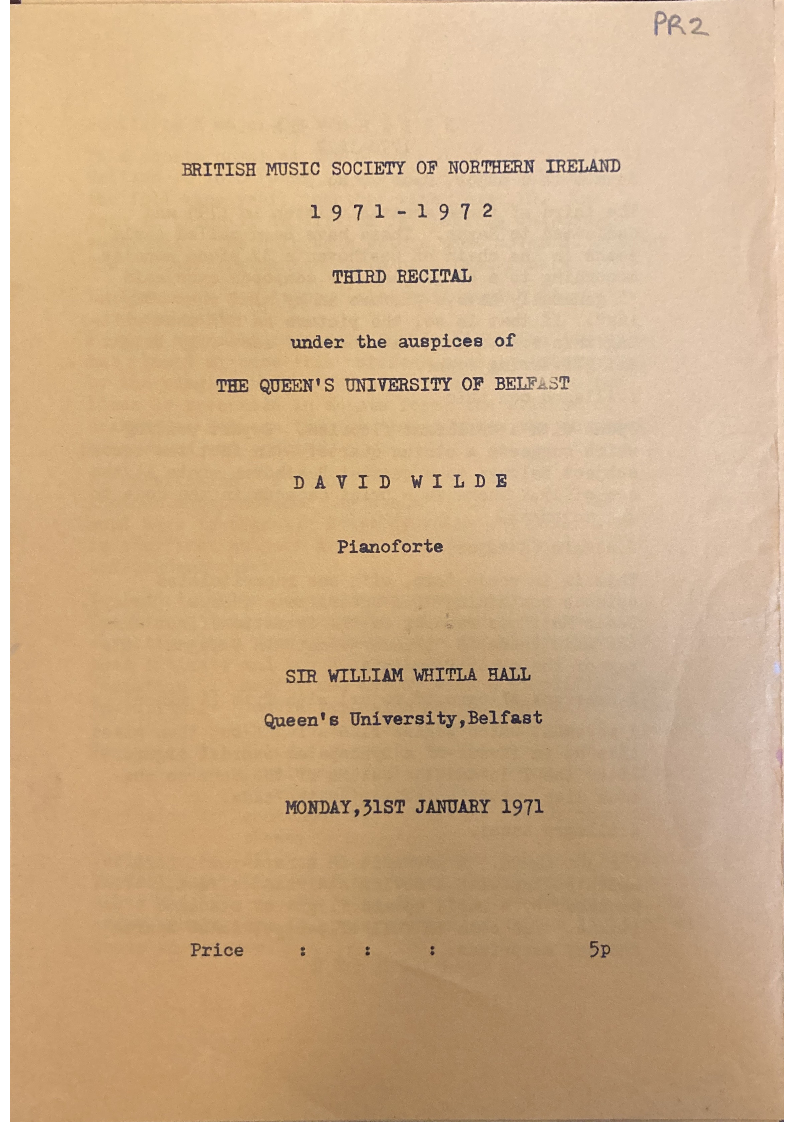 PR2
BRITISH MUSIC SOCIETY OF NORTHERN IRELAND
1 9 7 1 - 1 9 7 2
THIRD RECITAL
under the auspices of
THE QUEEN'S UNIVERSITY OF BELFAST
D A V I D W I L D E
Pianoforte
SIR WILLIAM WHITLA HALL
Queen's University,Belfast
MONDAY,31ST JANUARY 1971
Price : : : 5p